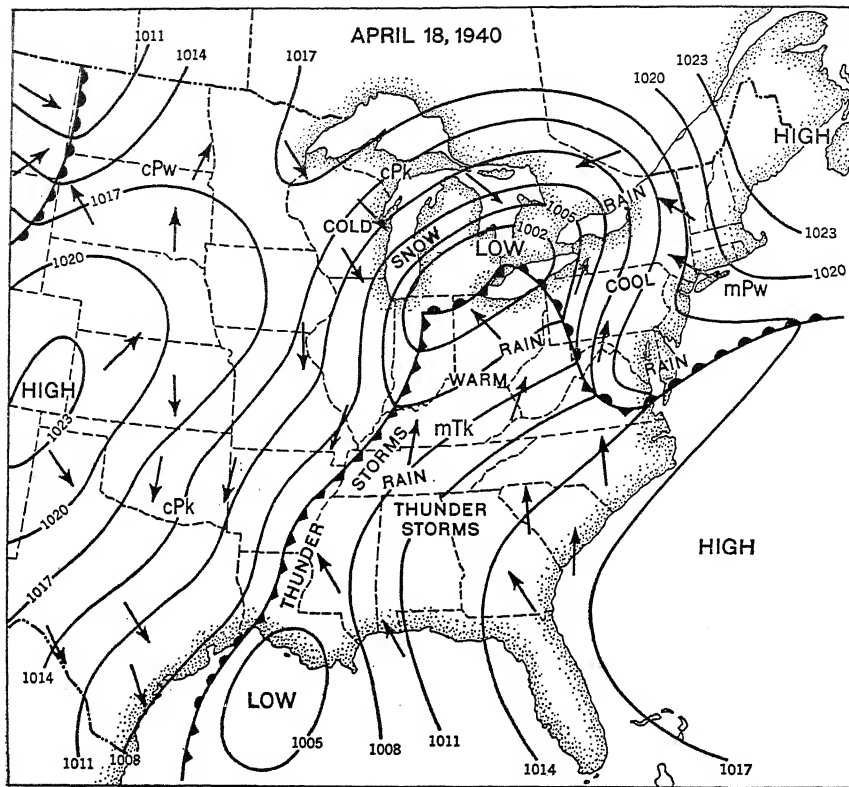 APRIL 18, 1940
1011
1014
1017
1020
1023
HIGH
cPw
cPk
1017
COLD
SNOW
1005
1002
LOW
RAIN
1023
1020
1020
COOL
mPw
HIGH
1023
RAIN
WARM
RAIN
mTk
STORMS
RAIN
THUNDER
STORMS
THUNDER
cPk
1020
1017
HIGH
1014
LOW
1005
1011
1008
1008
1011
1014
1017